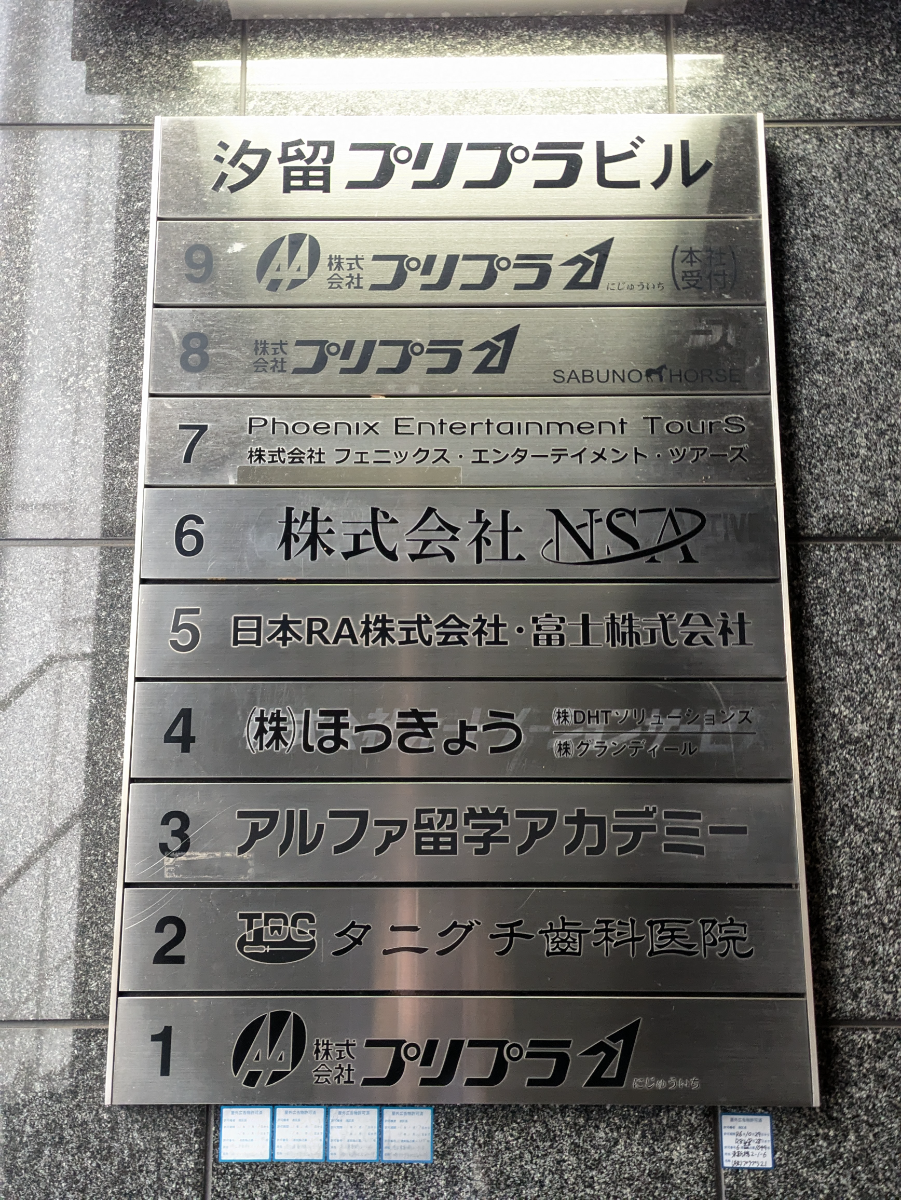 汐留プリプラビル
9 株式会社プリプラ21 にじゅういち (本社受付)
8 株式会社プリプラ21 SABUNO HORSE
7 Phoenix Entertainment TourS
株式会社 フェニックス・エンターテイメント・ツアーズ
6 株式会社 NSA
5 日本RA株式会社・富士株式会社
4 (株)ほっきょう (株)DHTソリューションズ
(株)グランディール
3 アルファ留学アカデミー
2 TDC タニグチ歯科医院
1 株式会社プリプラ21 にじゅういち